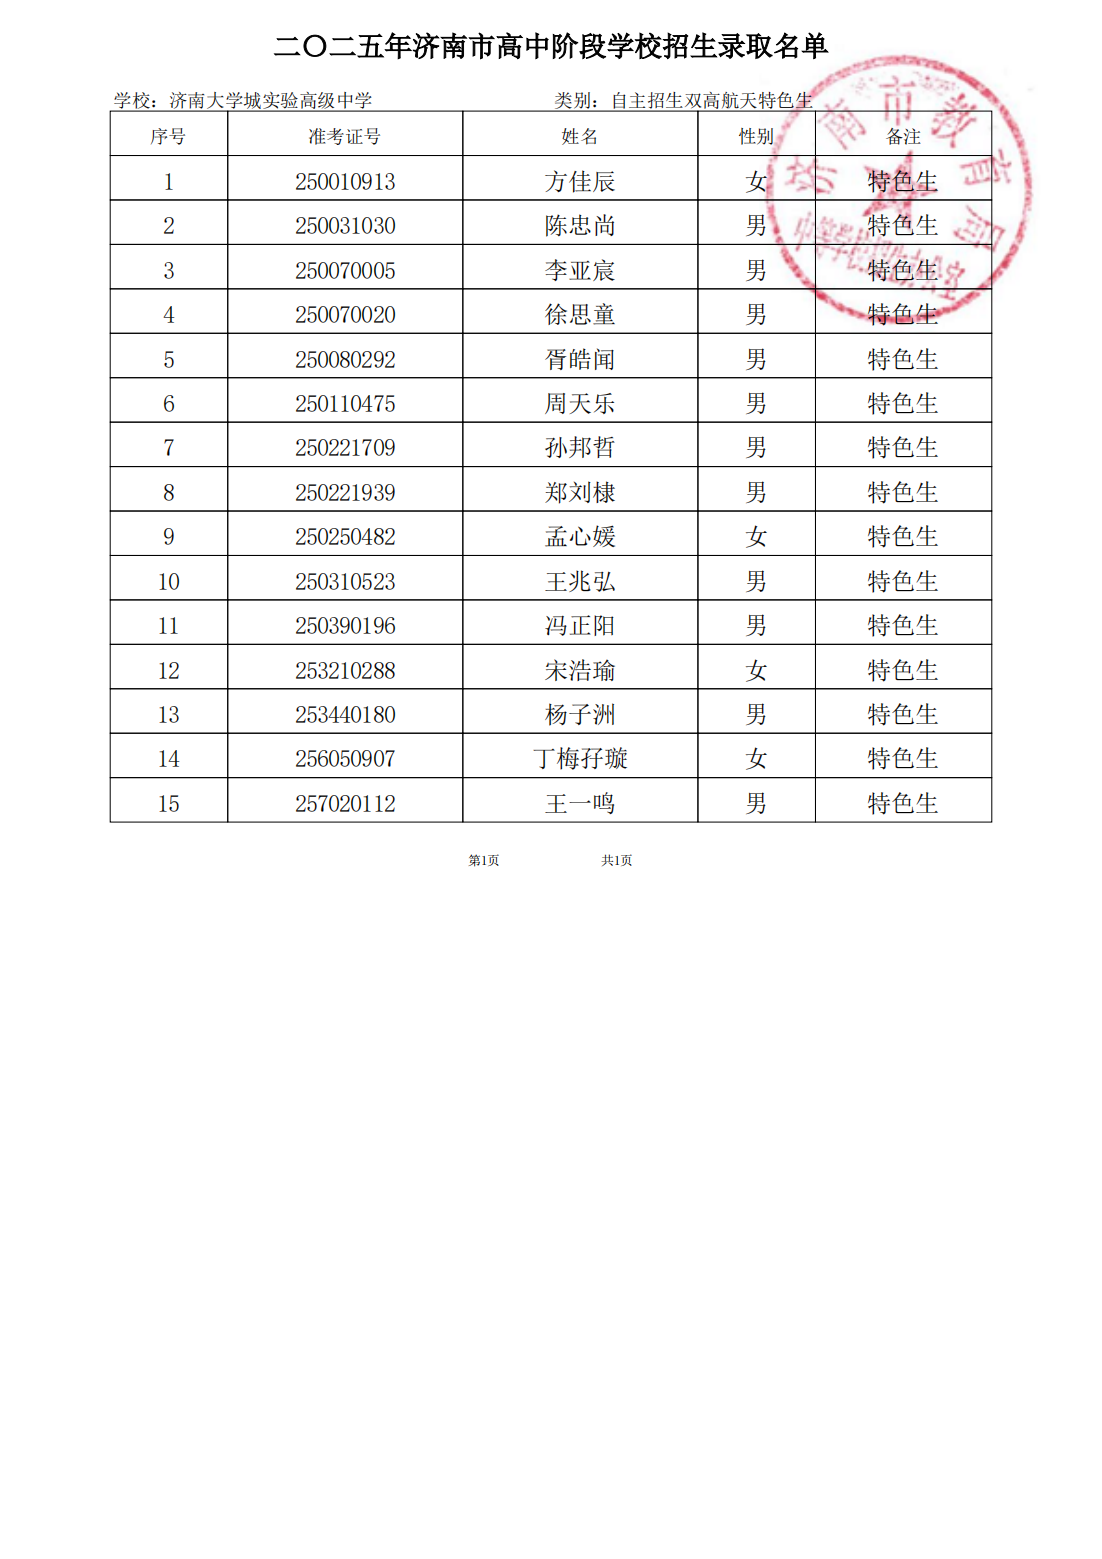 二〇二五年济南市高中阶段学校招生录取名单
学校：济南大学城实验高级中学 类别：自主招生双高航天特色生
序号 准考证号 姓名 性别 备注
1 250010913 方佳辰 女 特色生
2 250031030 陈忠尚 男 特色生
3 250070005 李亚宸 男 特色生
4 250070020 徐思童 男 特色生
5 250080292 胥皓闻 男 特色生
6 250110475 周天乐 男 特色生
7 250221709 孙邦哲 男 特色生
8 250221939 郑刘棣 男 特色生
9 250250482 孟心媛 女 特色生
10 250310523 王兆弘 男 特色生
11 250390196 冯正阳 男 特色生
12 253210288 宋浩瑜 女 特色生
13 253440180 杨子洲 男 特色生
14 256050907 丁梅孖璇 女 特色生
15 257020112 王一鸣 男 特色生
第1页 共1页
济南市教育局